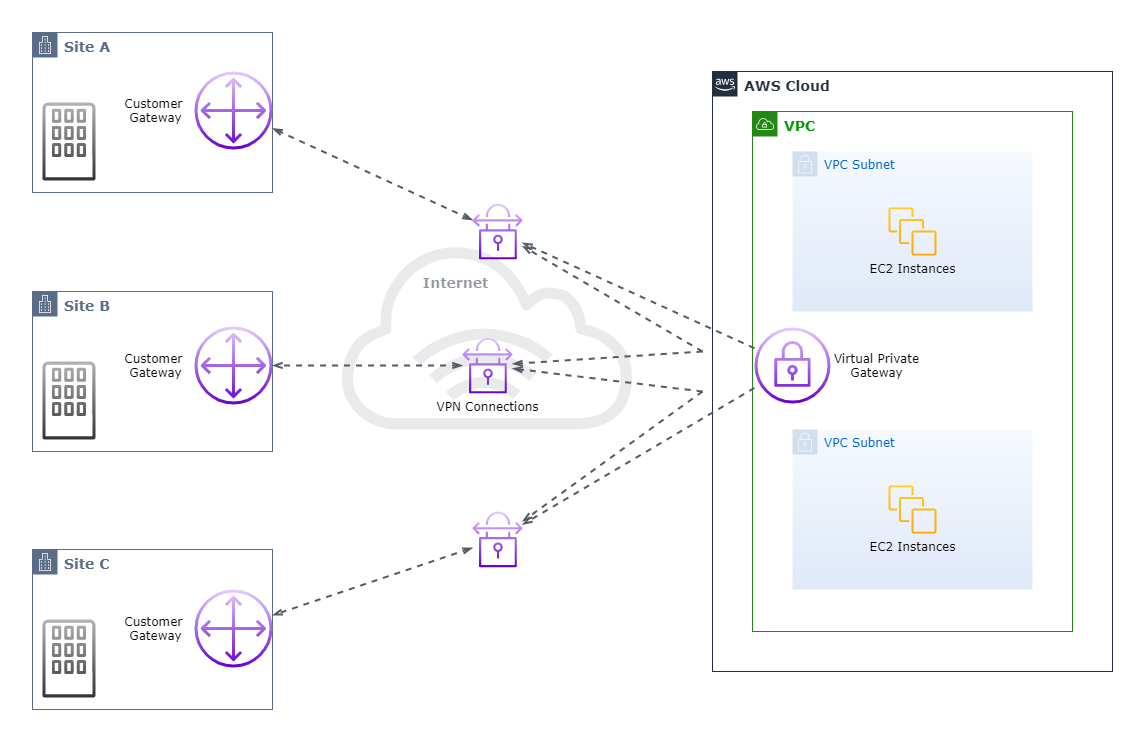 Site A
Customer
Gateway
aws
AWS Cloud
VPC
VPC Subnet
EC2 Instances
Internet
Site B
Customer
Gateway
VPN Connections
Virtual Private
Gateway
VPC Subnet
EC2 Instances
Site C
Customer
Gateway